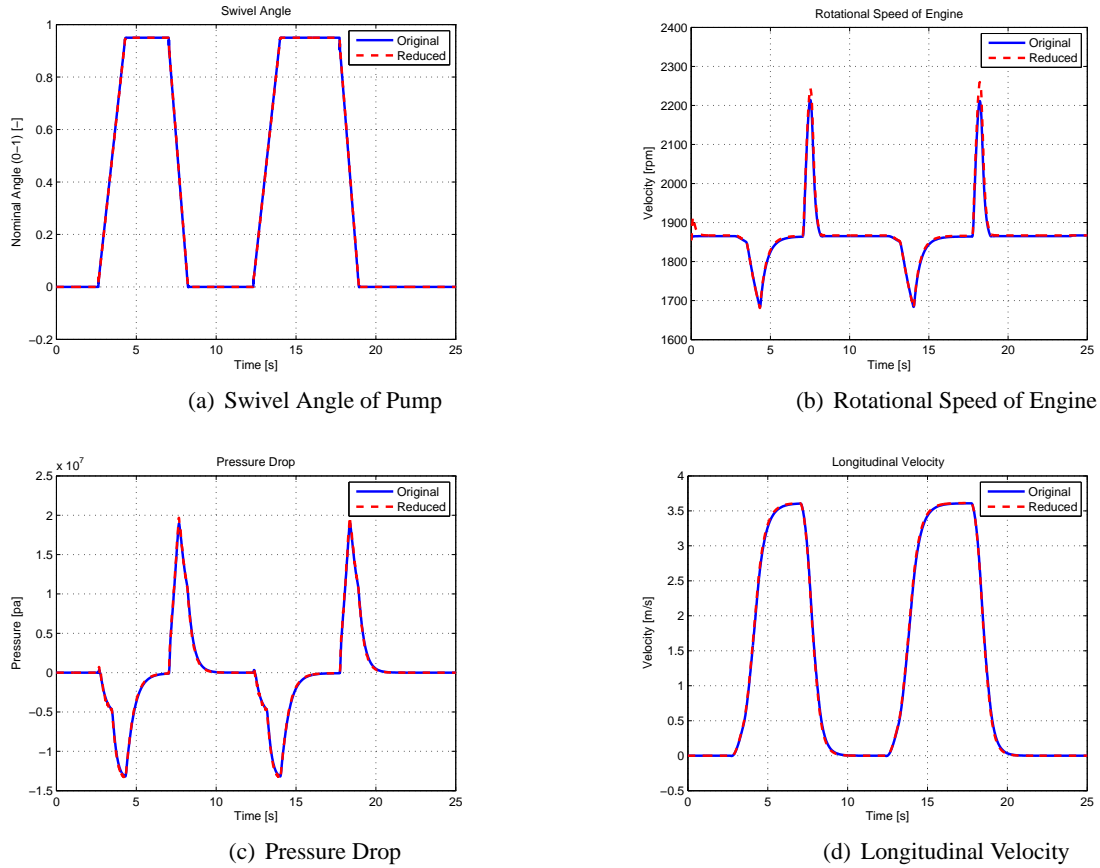 Swivel Angle
1
0.8
0.6
0.4
0.2
0
−0.2
Nominal Angle (0−1) [−]
Original
Reduced
0 5 10 15 20 25
Time [s]
(a) Swivel Angle of Pump
Rotational Speed of Engine
2400
2300
2200
2100
2000
1900
1800
1700
1600
Velocity [rpm]
Original
Reduced
0 5 10 15 20 25
Time [s]
(b) Rotational Speed of Engine
x 10^7
Pressure Drop
2.5
2
1.5
1
0.5
0
−0.5
−1
−1.5
Pressure [pa]
Original
Reduced
0 5 10 15 20 25
Time [s]
(c) Pressure Drop
Longitudinal Velocity
4
3.5
3
2.5
2
1.5
1
0.5
0
−0.5
Velocity [m/s]
Original
Reduced
0 5 10 15 20 25
Time [s]
(d) Longitudinal Velocity